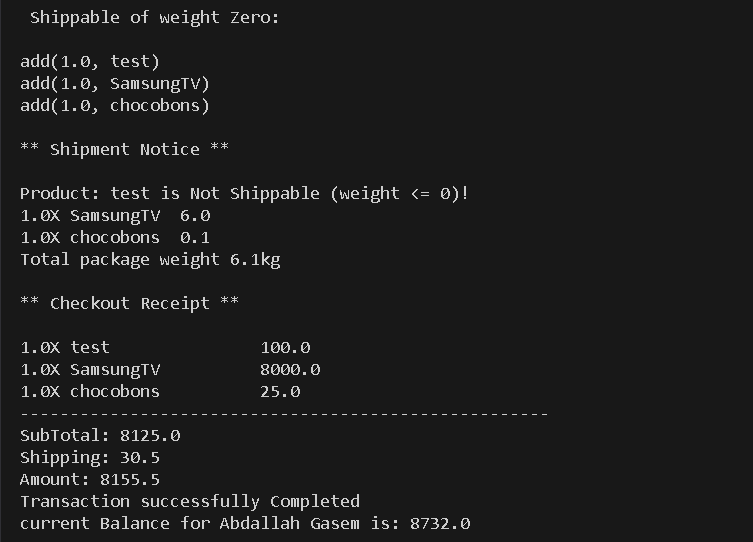 Shippable of weight Zero:
add(1.0, test)
add(1.0, SamsungTV)
add(1.0, chocobons)
** Shipment Notice **
Product: test is Not Shippable (weight <= 0)!
1.0X SamsungTV  6.0
1.0X chocobons  0.1
Total package weight 6.1kg
** Checkout Receipt **
1.0X test               100.0
1.0X SamsungTV          8000.0
1.0X chocobons          25.0
-----------------------------------------------------
SubTotal: 8125.0
Shipping: 30.5
Amount: 8155.5
Transaction successfully Completed
current Balance for Abdallah Gasem is: 8732.0